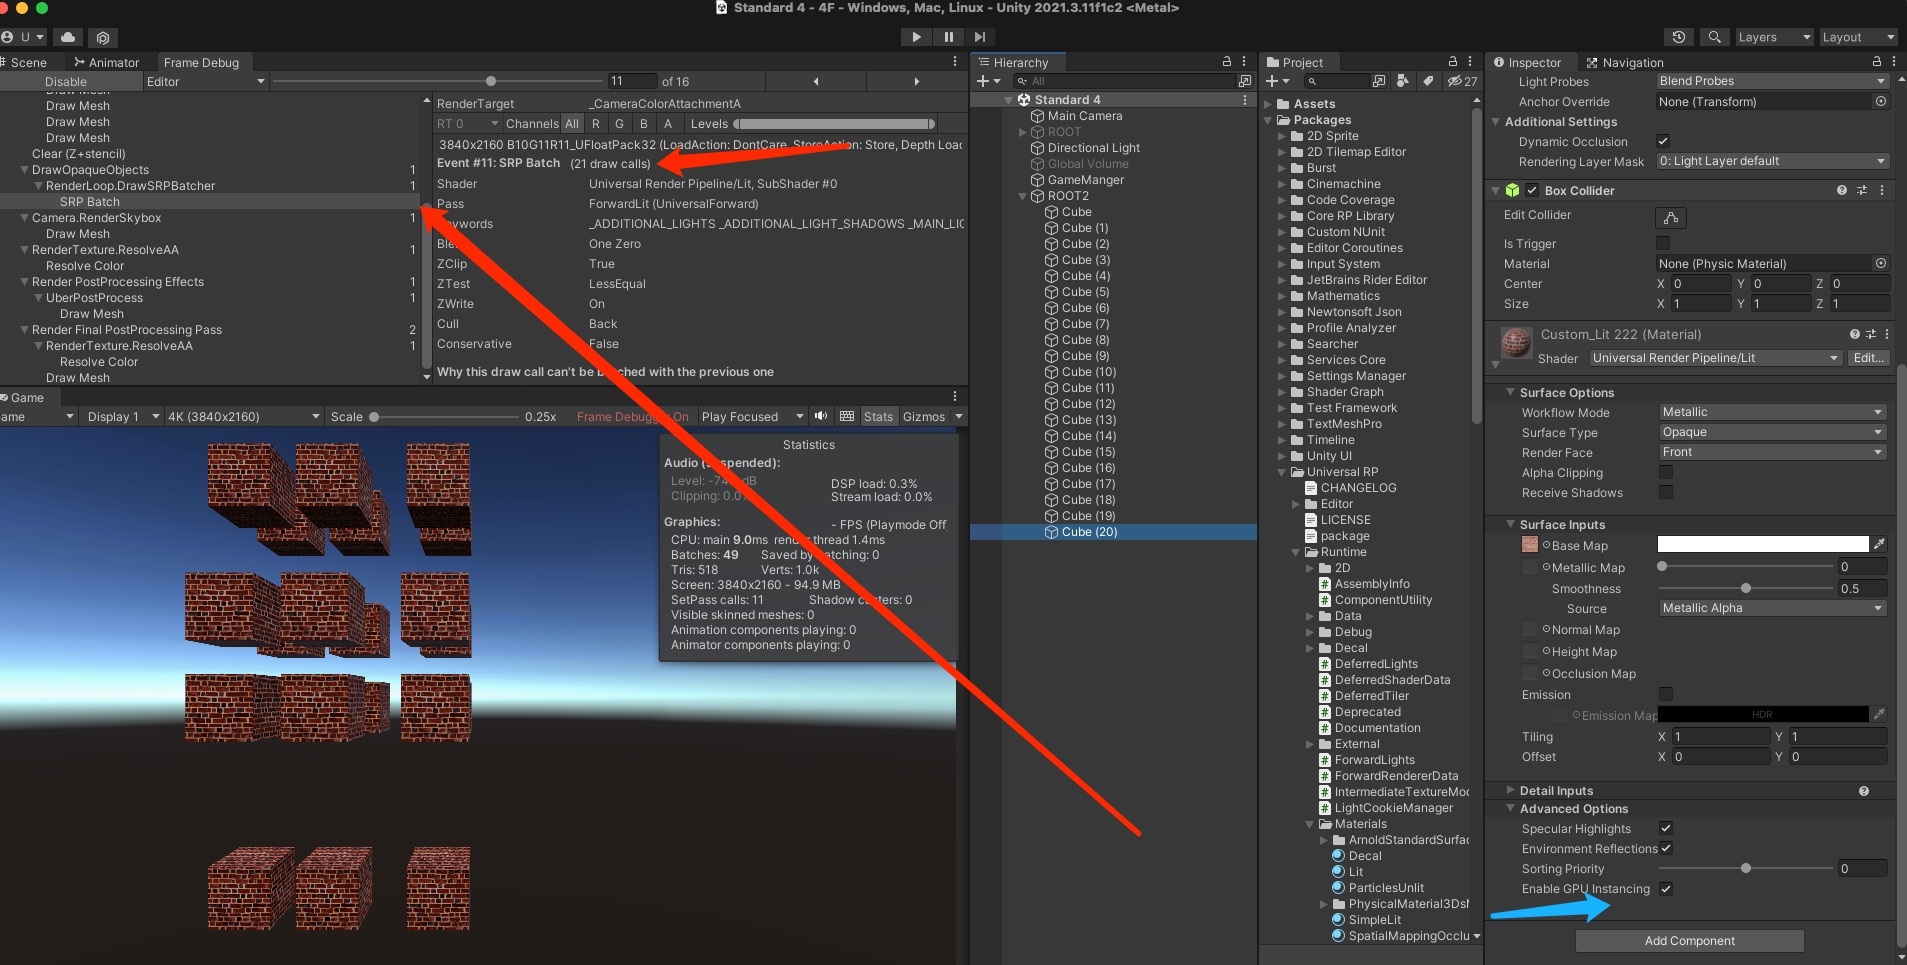 Standard 4 - 4F - Windows, Mac, Linux - Unity 2021.3.11f1c2 <Metal>
U
Layers
Layout
Scene
Animator
Frame Debug
Disable
Editor
11
of 16
Draw Mesh
Draw Mesh
Draw Mesh
Draw Mesh
Clear (Z+stencil)
DrawOpaqueObjects 1
RenderLoop.DrawSRPBatcher 1
SRP Batch
Camera.RenderSkybox 1
Draw Mesh
RenderTexture.ResolveAA 1
Resolve Color
Render PostProcessing Effects 1
UberPostProcess 1
Draw Mesh
Render Final PostProcessing Pass 2
RenderTexture.ResolveAA 1
Resolve Color
Draw Mesh
RenderTarget _CameraColorAttachmentA
RT 0 Channels All R G B A Levels
3840x2160 B10G11R11_UFloatPack32 (LoadAction: DontCare, StoreAction: Store, Depth Load
Event #11: SRP Batch (21 draw calls)
Shader Universal Render Pipeline/Lit, SubShader #0
Pass ForwardLit (UniversalForward)
ywords _ADDITIONAL_LIGHTS _ADDITIONAL_LIGHT_SHADOWS _MAIN_LIG
Ble One Zero
ZClip True
ZTest LessEqual
ZWrite On
Cull Back
Conservative False
Why this draw call can't be b ched with the previous one
Game
ame Display 1 4K (3840x2160) Scale 0.25x Frame Debug On Play Focused Stats Gizmos
Statistics
Audio (S spended):
Level: -74. dB DSP load: 0.3%
Clipping: 0.0 Stream load: 0.0%
Graphics: - FPS (Playmode Off
CPU: main 9.0ms render thread 1.4ms
Batches: 49 Saved by batching: 0
Tris: 518 Verts: 1.0k
Screen: 3840x2160 - 94.9 MB
SetPass calls: 11 Shadow c ters: 0
Visible skinned meshes: 0
Animation components playing: 0
Animator components playing: 0
Hierarchy
All
Standard 4
Main Camera
ROOT
Directional Light
Global Volume
GameManger
ROOT2
Cube
Cube (1)
Cube (2)
Cube (3)
Cube (4)
Cube (5)
Cube (6)
Cube (7)
Cube (8)
Cube (9)
Cube (10)
Cube (11)
Cube (12)
Cube (13)
Cube (14)
Cube (15)
Cube (16)
Cube (17)
Cube (18)
Cube (19)
Cube (20)
Project
27
Assets
Packages
2D Sprite
2D Tilemap Editor
Burst
Cinemachine
Code Coverage
Core RP Library
Custom NUnit
Editor Coroutines
Input System
JetBrains Rider Editor
Mathematics
Newtonsoft Json
Profile Analyzer
Searcher
Services Core
Settings Manager
Shader Graph
Test Framework
TextMeshPro
Timeline
Unity UI
Universal RP
CHANGELOG
Editor
LICENSE
package
Runtime
2D
AssemblyInfo
ComponentUtility
Data
Debug
Decal
DeferredLights
DeferredShaderData
DeferredTiler
Deprecated
Documentation
External
ForwardLights
ForwardRendererData
IntermediateTextureMod
LightCookieManager
Materials
ArnoldStandardSurfac
Decal
Lit
ParticlesUnlit
PhysicalMaterial3DsM
SimpleLit
SpatialMappingOcclu
Inspector
Navigation
Light Probes Blend Probes
Anchor Override None (Transform)
Additional Settings
Dynamic Occlusion
Rendering Layer Mask 0: Light Layer default
Box Collider
Edit Collider
Is Trigger
Material None (Physic Material)
Center X 0 Y 0 Z 0
Size X 1 Y 1 Z 1
Custom_Lit 222 (Material)
Shader Universal Render Pipeline/Lit Edit...
Surface Options
Workflow Mode Metallic
Surface Type Opaque
Render Face Front
Alpha Clipping
Receive Shadows
Surface Inputs
Base Map
Metallic Map 0
Smoothness 0.5
Source Metallic Alpha
Normal Map
Height Map
Occlusion Map
Emission
Emission Map HDR
Tiling X 1 Y 1
Offset X 0 Y 0
Detail Inputs
Advanced Options
Specular Highlights
Environment Reflections
Sorting Priority 0
Enable GPU Instancing
Add Component